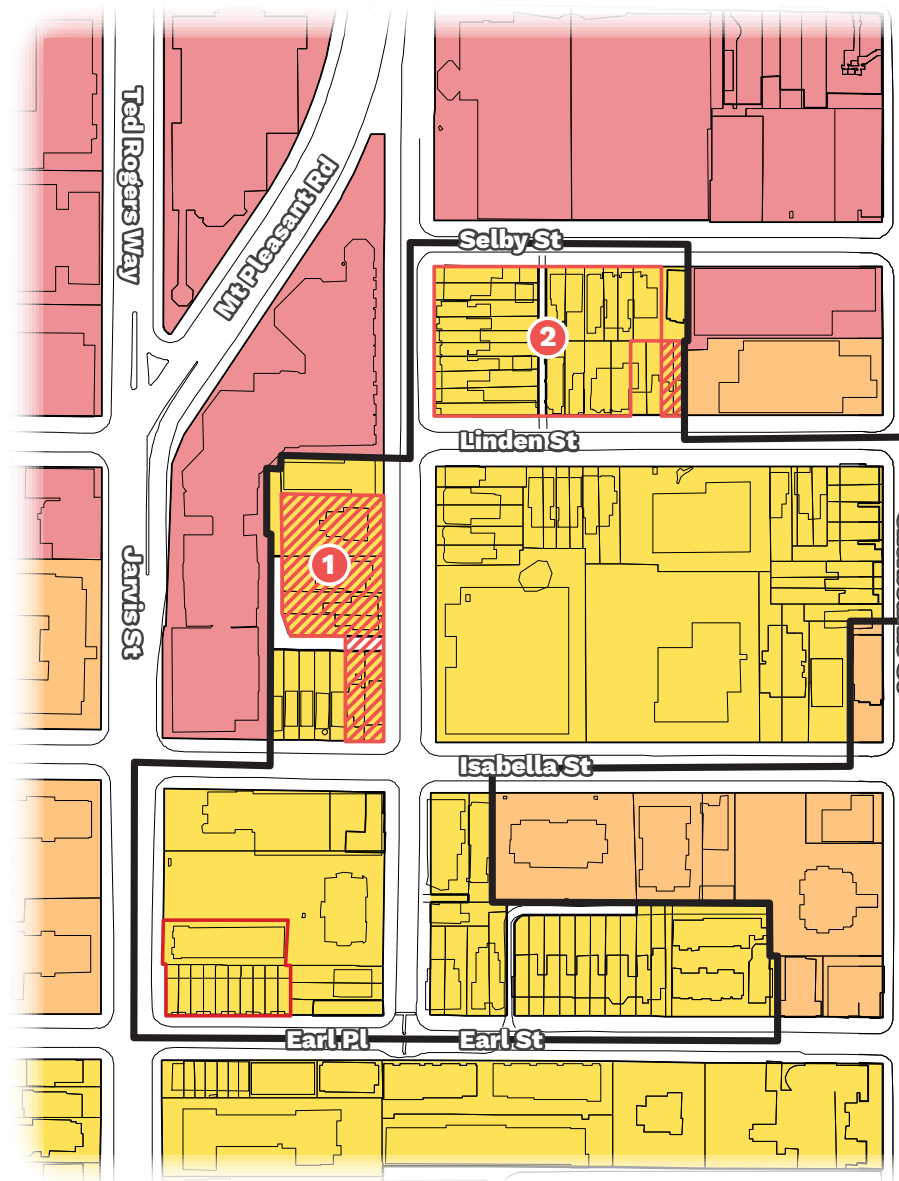 Ted Rogers Way
Mt Pleasant Rd
Selby St
2
Linden St
1
Jarvis St
Isabella St
Earl Pl
Earl St